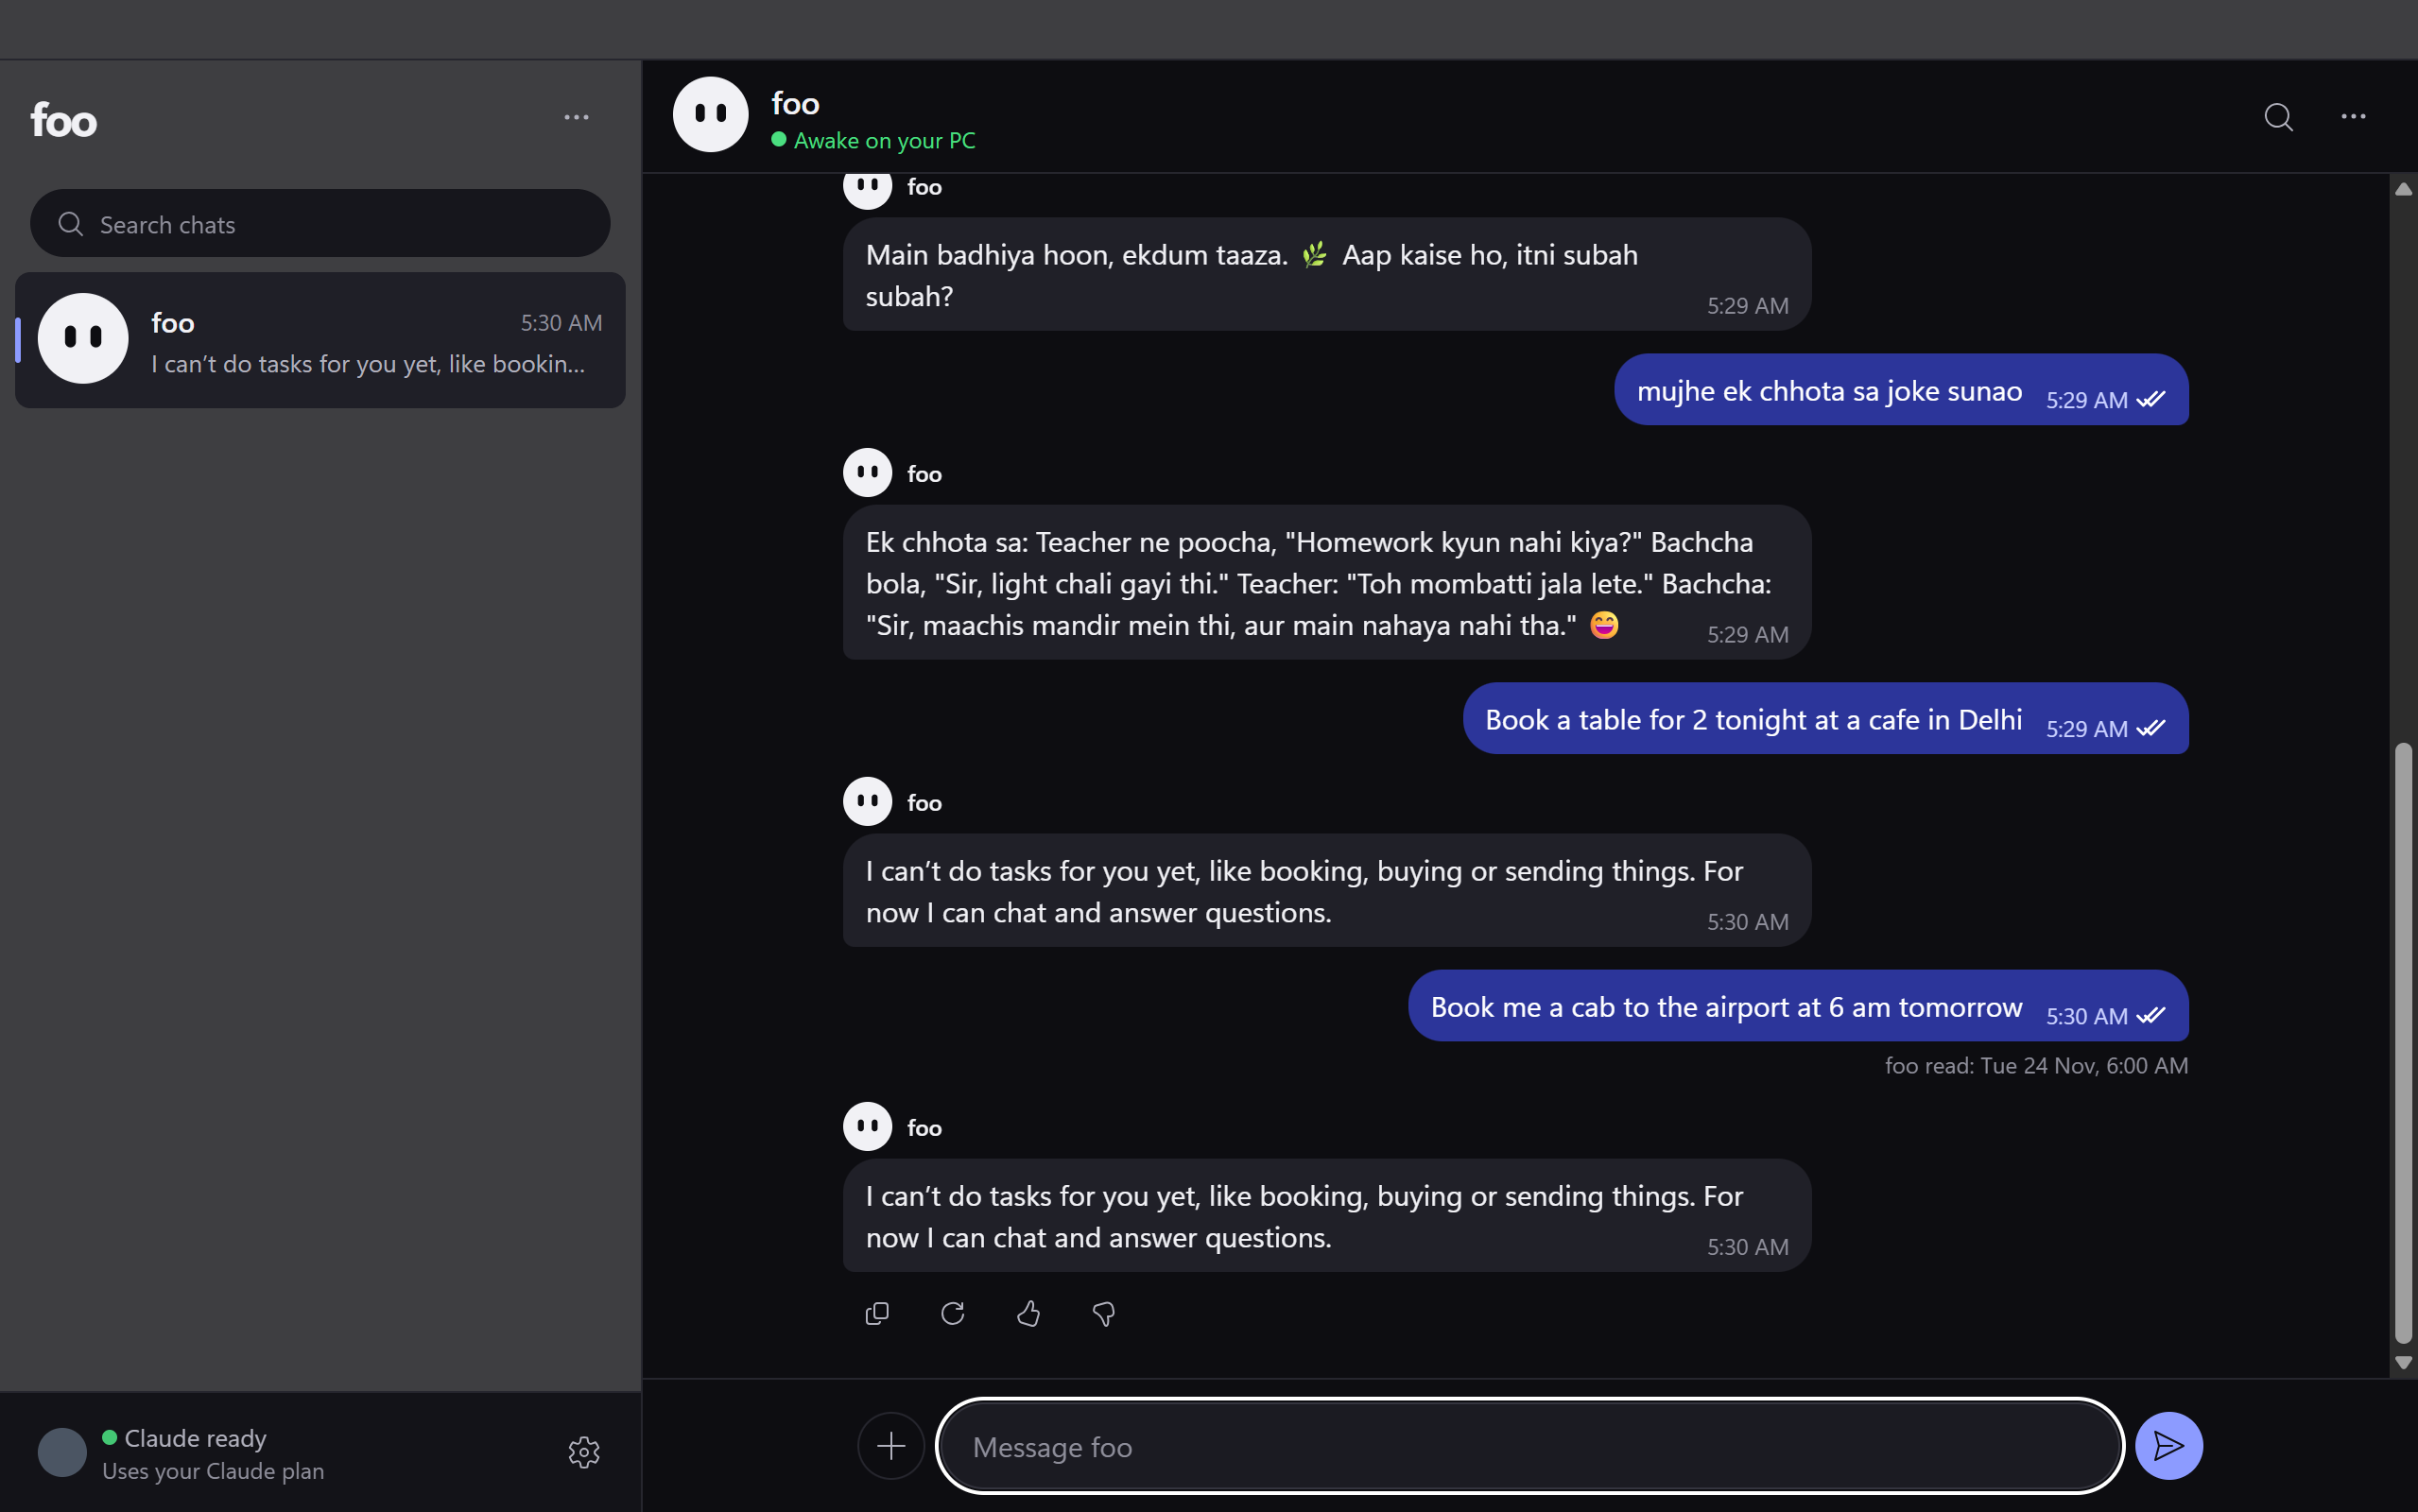 foo
Search chats
foo
5:30 AM
I can’t do tasks for you yet, like bookin...
Claude ready
Uses your Claude plan
foo
Awake on your PC
foo
Main badhiya hoon, ekdum taaza. 🌿 Aap kaise ho, itni subah
subah?
5:29 AM
mujhe ek chhota sa joke sunao
5:29 AM
foo
Ek chhota sa: Teacher ne poocha, "Homework kyun nahi kiya?" Bachcha
bola, "Sir, light chali gayi thi." Teacher: "Toh mombatti jala lete." Bachcha:
"Sir, maachis mandir mein thi, aur main nahaya nahi tha." 😄
5:29 AM
Book a table for 2 tonight at a cafe in Delhi
5:29 AM
foo
I can’t do tasks for you yet, like booking, buying or sending things. For
now I can chat and answer questions.
5:30 AM
Book me a cab to the airport at 6 am tomorrow
5:30 AM
foo read: Tue 24 Nov, 6:00 AM
foo
I can’t do tasks for you yet, like booking, buying or sending things. For
now I can chat and answer questions.
5:30 AM
Message foo